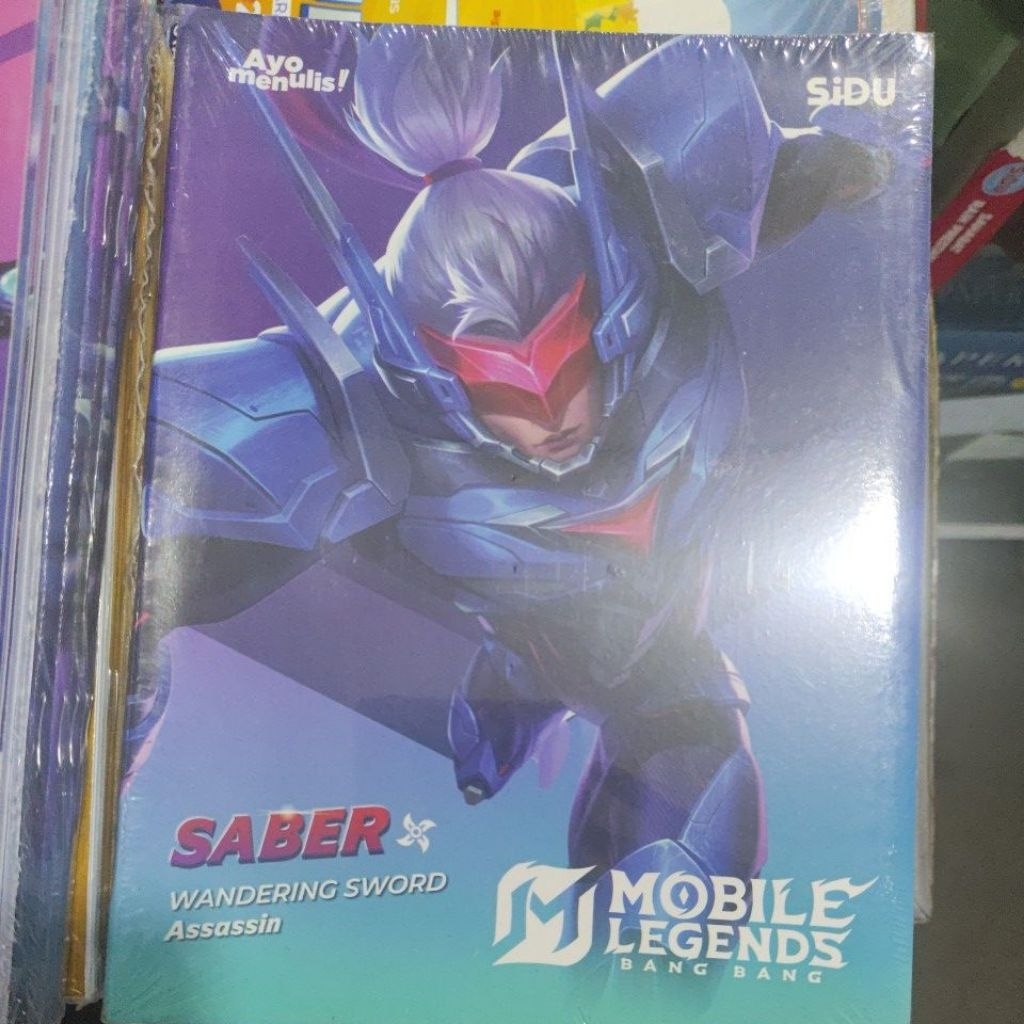 Ayo
menulis!
SiDU
SABER
WANDERING SWORD
Assassin
MOBILE
LEGENDS
BANG BANG